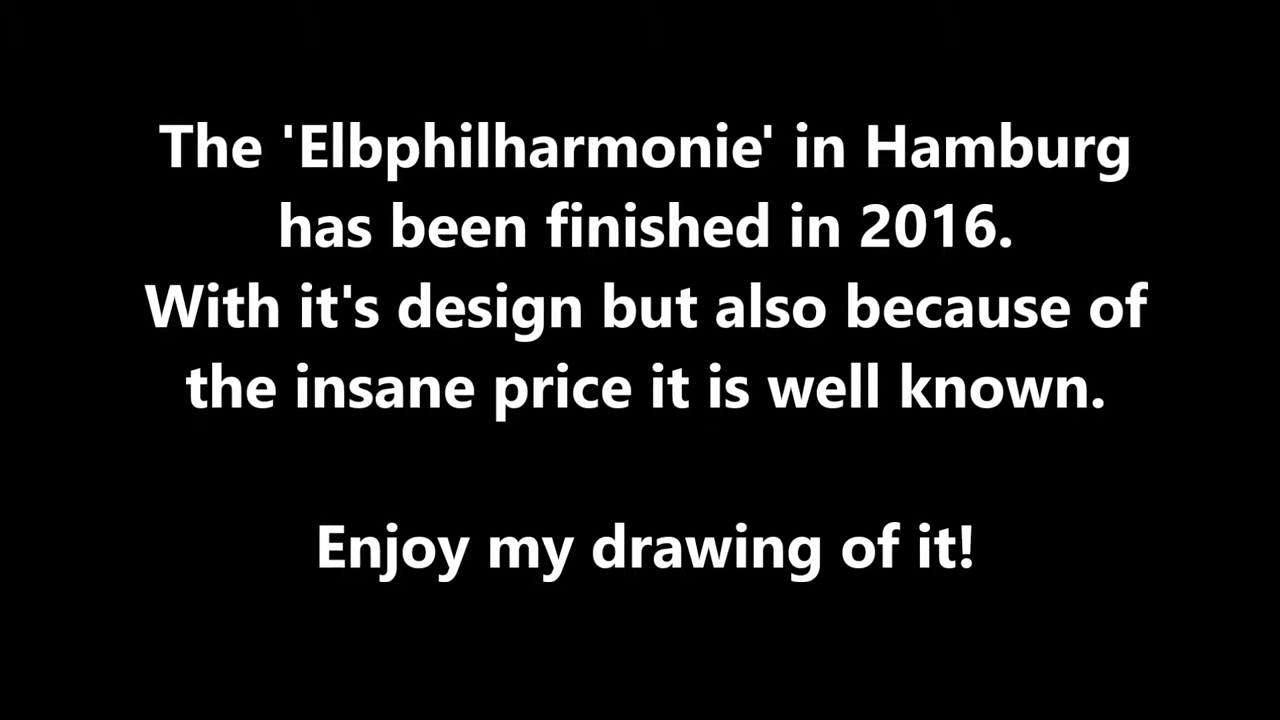 The 'Elbphilharmonie' in Hamburg
has been finished in 2016.
With it's design but also because of
the insane price it is well known.
Enjoy my drawing of it!